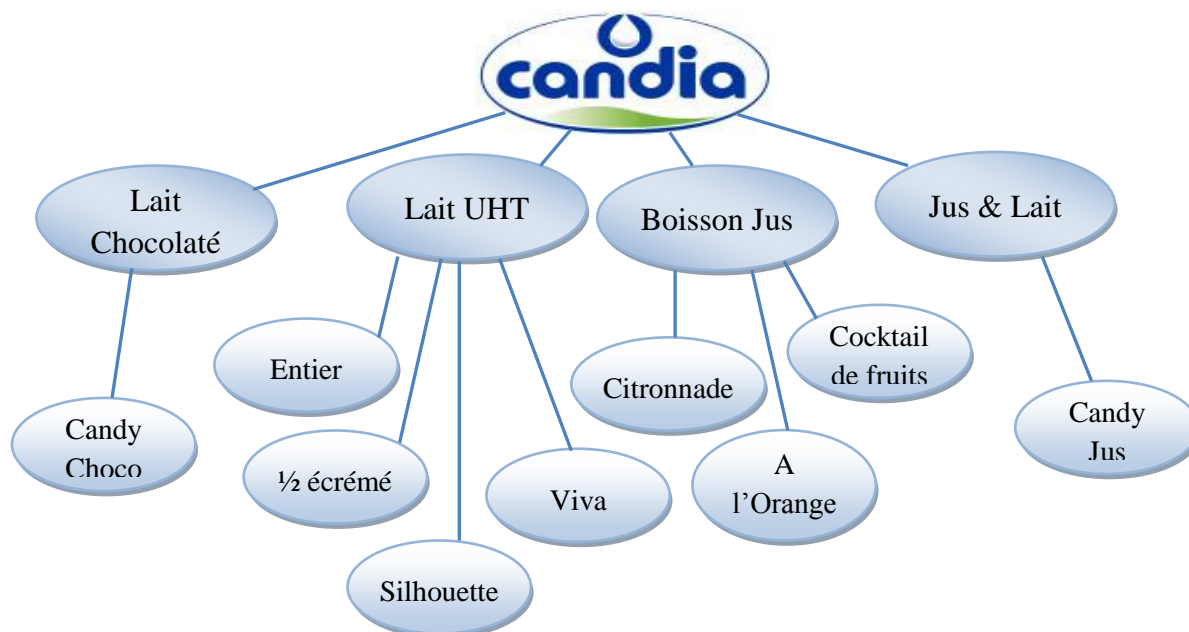 candia
Lait
Chocolaté
Lait UHT
Boisson Jus
Jus & Lait
Entier
Citronnade
Cocktail
de fruits
Candy
Choco
½ écrémé
Viva
A
l’Orange
Candy
Jus
Silhouette